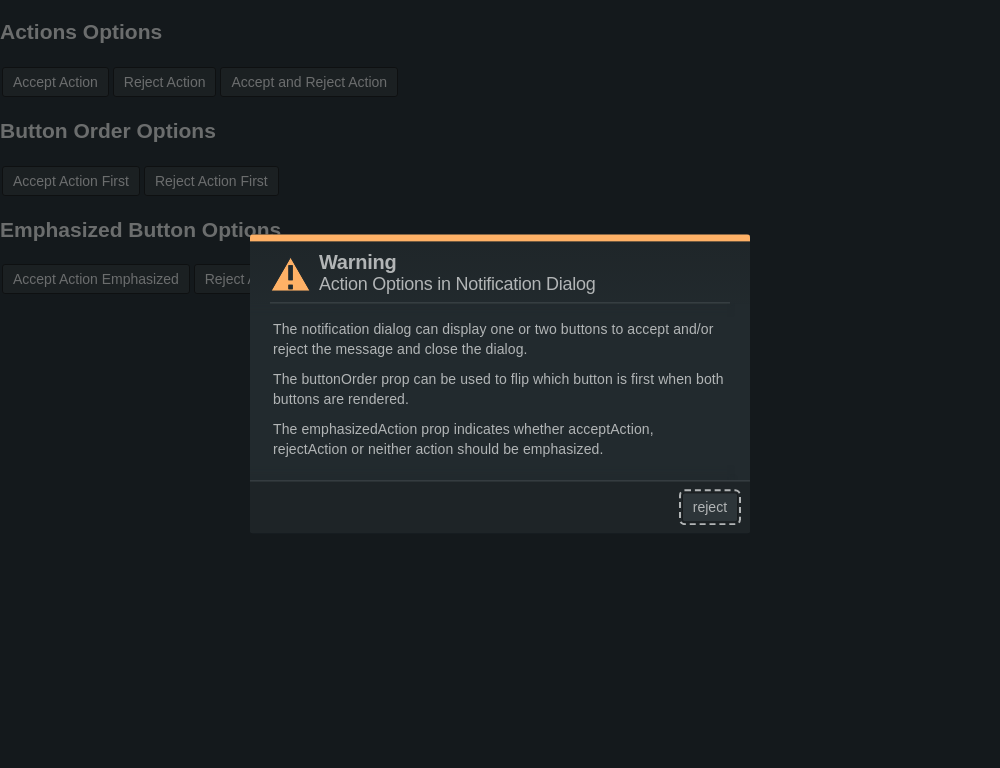 Actions Options
Accept Action Reject Action Accept and Reject Action
Button Order Options
Accept Action First Reject Action First
Emphasized Button Options
Accept Action Emphasized Reject
Warning
Action Options in Notification Dialog
The notification dialog can display one or two buttons to accept and/or
reject the message and close the dialog.
The buttonOrder prop can be used to flip which button is first when both
buttons are rendered.
The emphasizedAction prop indicates whether acceptAction,
rejectAction or neither action should be emphasized.
reject